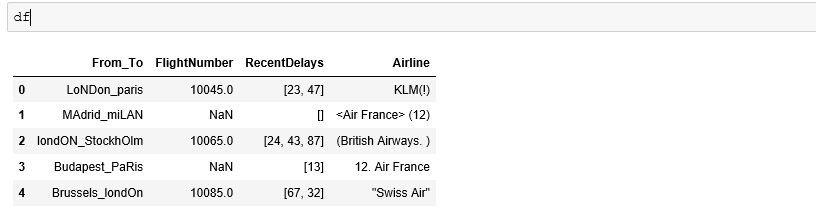 df
From_To FlightNumber RecentDelays Airline
0 LoNDon_paris 10045.0 [23, 47] KLM(!)
1 MAdrid_miLAN NaN [] <Air France> (12)
2 londON_StockhOlm 10065.0 [24, 43, 87] (British Airways. )
3 Budapest_PaRis NaN [13] 12. Air France
4 Brussels_londOn 10085.0 [67, 32] "Swiss Air"